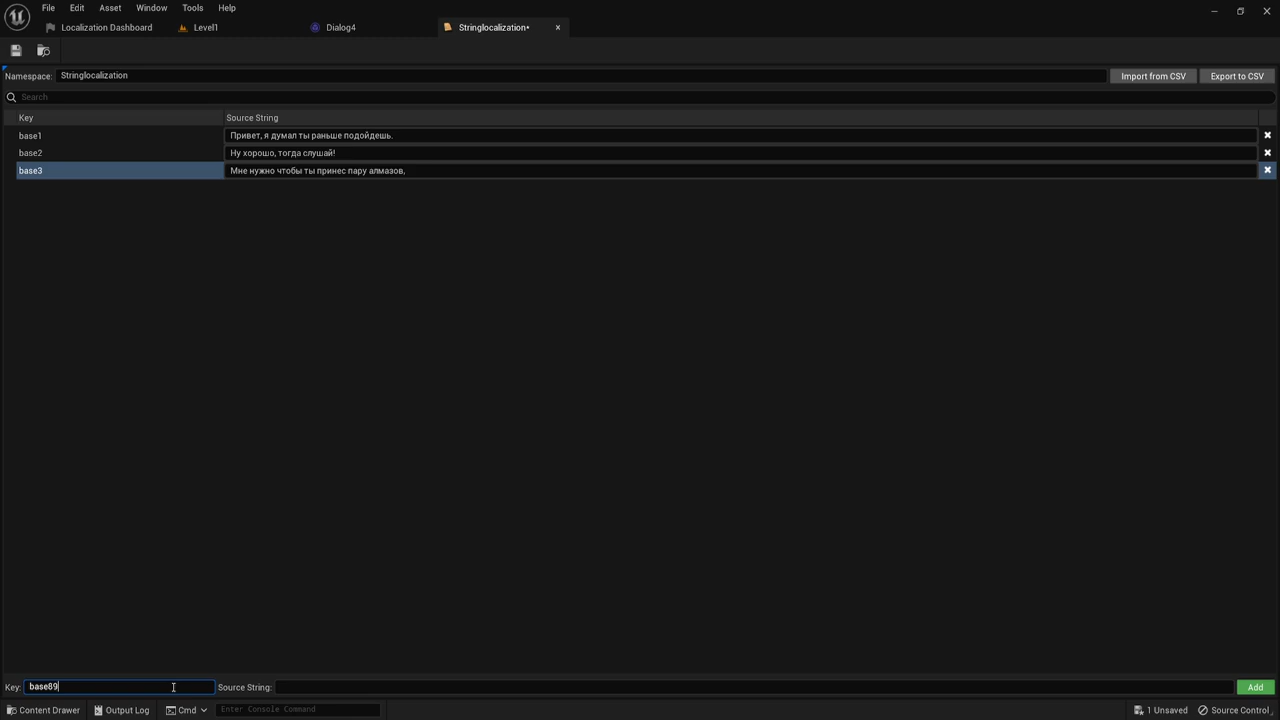 File Edit Asset Window Tools Help
Localization Dashboard Level1 Dialog4 Stringlocalization*
Namespace: Stringlocalization Import from CSV Export to CSV
Search
Key Source String
base1 Привет, я думал ты раньше подойдешь.
base2 Ну хорошо, тогда слушай!
base3 Мне нужно чтобы ты принес пару алмазов,
Key: base89 Source String: Add
Content Drawer Output Log Cmd Enter Console Command 1 Unsaved Source Control